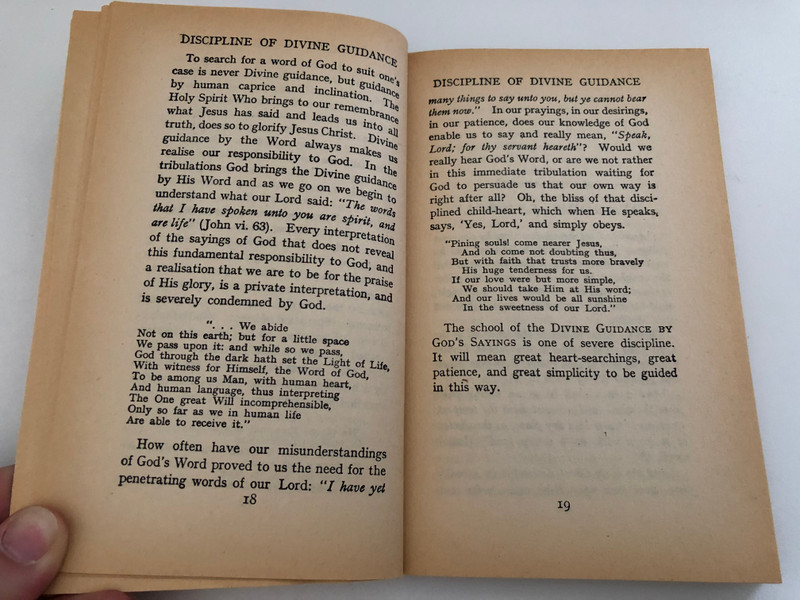 DISCIPLINE OF DIVINE GUIDANCE
To search for a word of God to suit one's
case is never Divine guidance, but guidance
by human caprice and inclination. The
Holy Spirit Who brings to our remembrance
what Jesus has said and leads us into all
truth, does so to glorify Jesus Christ. Divine
guidance by the Word always makes us
realise our responsibility to God. In the
tribulations God brings the Divine guidance
by His Word and as we go on we begin to
understand what our Lord said: "The words
that I have spoken unto you are spirit, and
are life" (John vi. 63). Every interpretation
of the sayings of God that does not reveal
this fundamental responsibility to God, and
a realisation that we are to be for the praise
of His glory, is a private interpretation, and
is severely condemned by God.
". . . We abide
Not on this earth; but for a little space
We pass upon it: and while so we pass,
God through the dark hath set the Light of Life,
With witness for Himself, the Word of God,
To be among us Man, with human heart,
And human language, thus interpreting
The One great Will incomprehensible,
Only so far as we in human life
Are able to receive it."
How often have our misunderstandings
of God's Word proved to us the need for the
penetrating words of our Lord: "I have yet
18
DISCIPLINE OF DIVINE GUIDANCE
many things to say unto you, but ye cannot bear
them now." In our prayings, in our desirings,
in our patience, does our knowledge of God
enable us to say and really mean, "Speak,
Lord; for thy servant heareth"? Would we
really hear God's Word, or are we not rather
in this immediate tribulation waiting for
God to persuade us that our own way is
right after all? Oh, the bliss of that disci-
plined child-heart, which when He speaks,
says, 'Yes, Lord,' and simply obeys.
"Pining souls! come nearer Jesus,
And oh come not doubting thus,
But with faith that trusts more bravely
His huge tenderness for us.
If our love were but more simple,
We should take Him at His word;
And our lives would be all sunshine
In the sweetness of our Lord."
The school of the DIVINE GUIDANCE BY
GOD'S SAYINGS is one of severe discipline.
It will mean great heart-searchings, great
patience, and great simplicity to be guided
in this way.
19